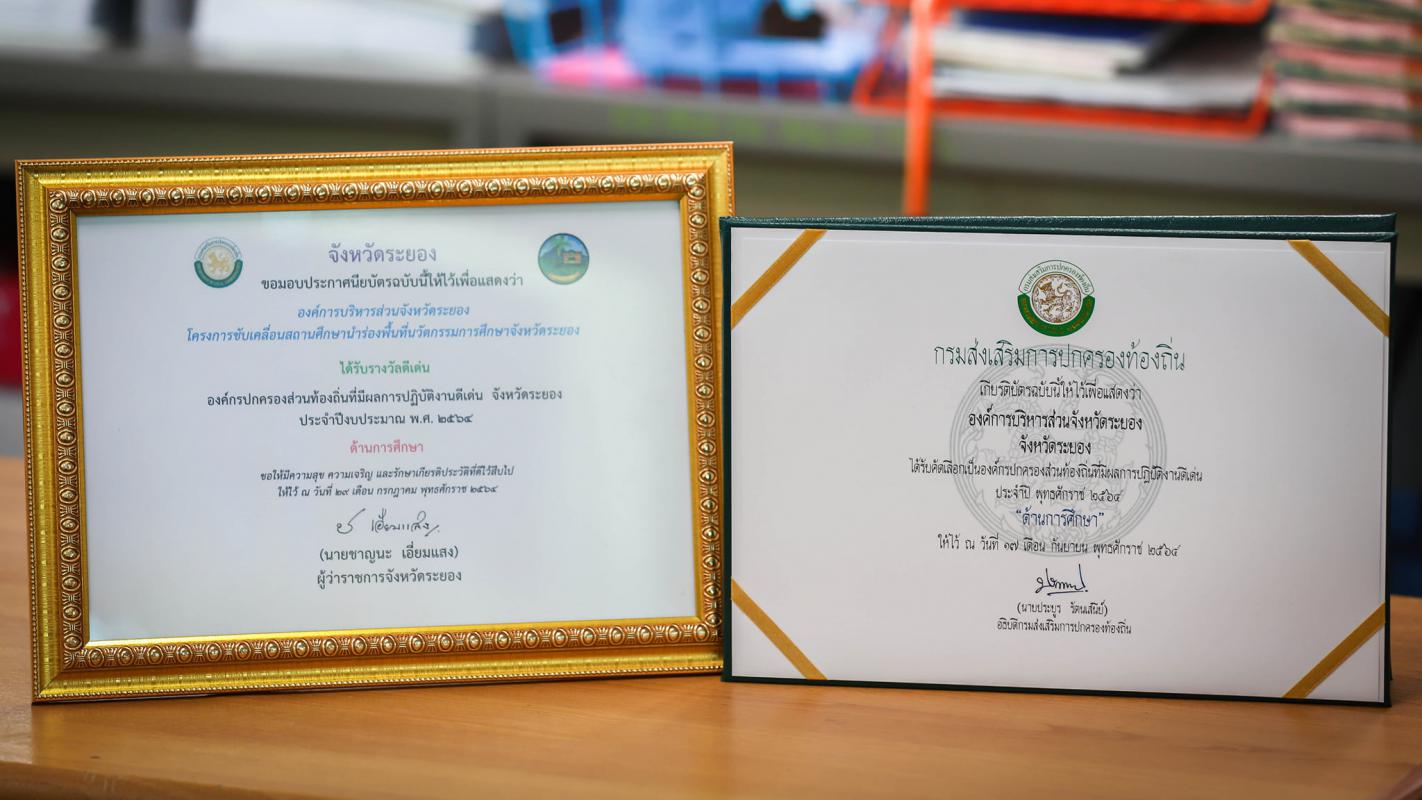 จังหวัดระยอง
ขอมอบประกาศนียบัตรฉบับนี้ให้ไว้เพื่อแสดงว่า
องค์การบริหารส่วนจังหวัดระยอง
โครงการขับเคลื่อนสถานศึกษานำร่องพื้นที่นวัตกรรมการศึกษาจังหวัดระยอง
ได้รับรางวัลดีเด่น
องค์กรปกครองส่วนท้องถิ่นที่มีผลการปฏิบัติงานดีเด่น จังหวัดระยอง
ประจำปีงบประมาณ พ.ศ. ๒๕๖๔
ด้านการศึกษา
ขอให้มีความสุข ความเจริญ และรักษาเกียรติประวัติที่ดีไว้สืบไป
ให้ไว้ ณ วันที่ ๒๙ เดือน กรกฎาคม พุทธศักราช ๒๕๖๔
(นายชาญนะ เอี่ยมแสง)
ผู้ว่าราชการจังหวัดระยอง
กรมส่งเสริมการปกครองท้องถิ่น
กรมส่งเสริมการปกครองท้องถิ่น
เกียรติบัตรฉบับนี้ให้ไว้เพื่อแสดงว่า
องค์การบริหารส่วนจังหวัดระยอง
จังหวัดระยอง
ได้รับคัดเลือกเป็นองค์กรปกครองส่วนท้องถิ่นที่มีผลการปฏิบัติงานดีเด่น
ประจำปี พุทธศักราช ๒๕๖๔
"ด้านการศึกษา"
ให้ไว้ ณ วันที่ ๑๗ เดือน กันยายน พุทธศักราช ๒๕๖๔
(นายประยูร รัตนเสนีย์)
อธิบดีกรมส่งเสริมการปกครองท้องถิ่น